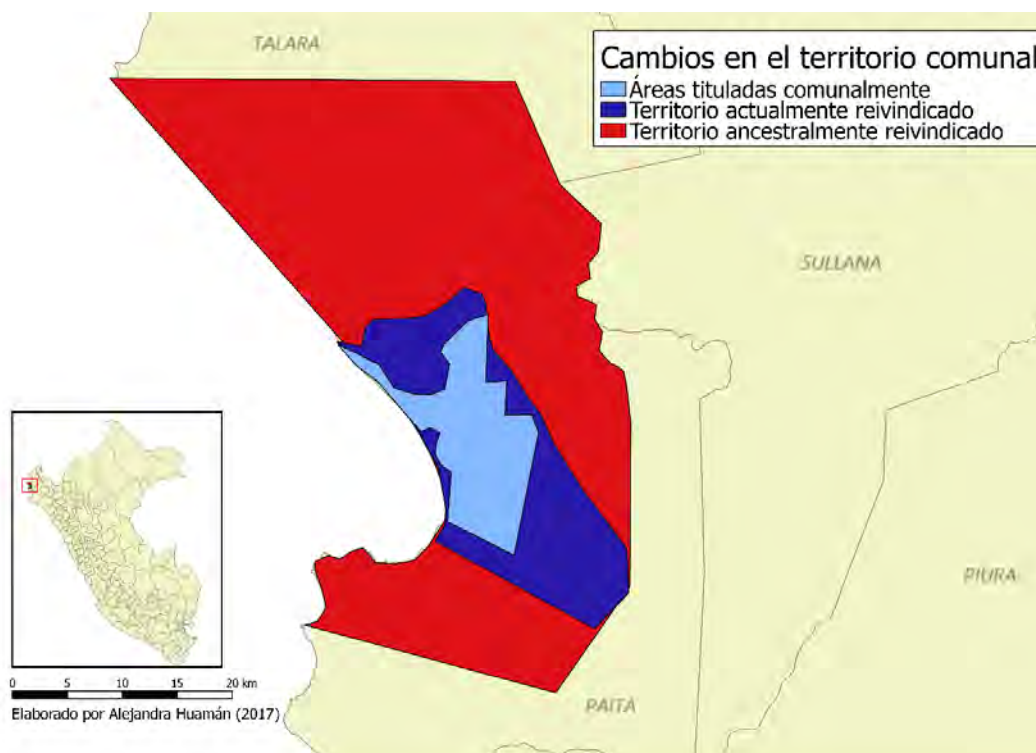 TALARA
Cambios en el territorio comunal
Áreas tituladas comunalmente
Territorio actualmente reivindicado
Territorio ancestralmente reivindicado
SULLANA
PIURA
0 5 10 15 20 km
PAITA
Elaborado por Alejandra Huamán (2017)